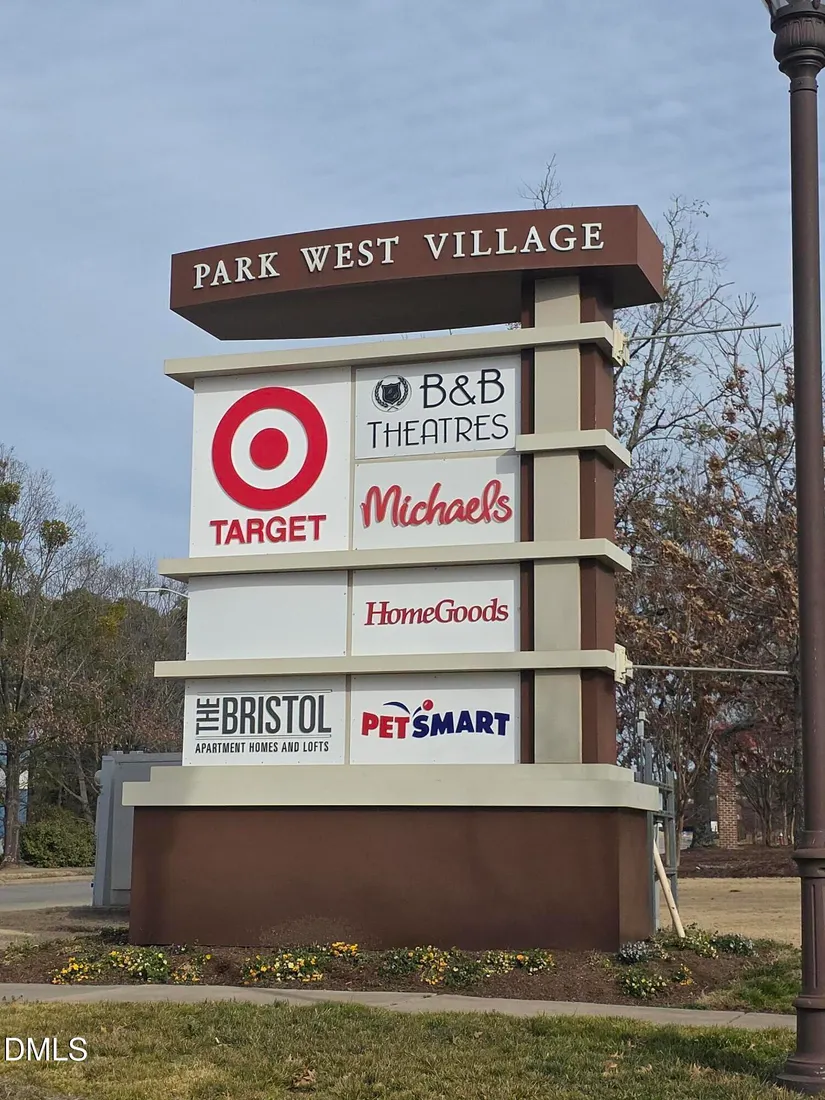 PARK WEST VILLAGE
TARGET
B&B
THEATRES
Michaels
HomeGoods
THE BRISTOL
APARTMENT HOMES AND LOFTS
PETSMART
DMLS